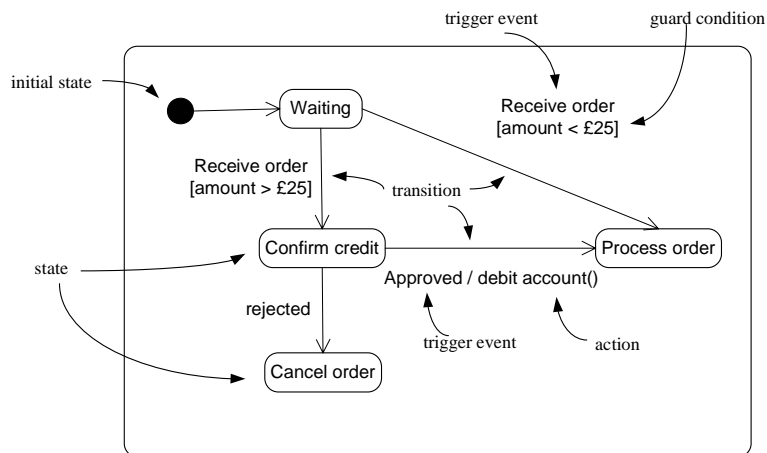 trigger event
guard condition
initial state
Waiting
Receive order
[amount < £25]
Receive order
[amount > £25]
transition
Confirm credit
Process order
state
Approved / debit account()
rejected
trigger event
action
Cancel order